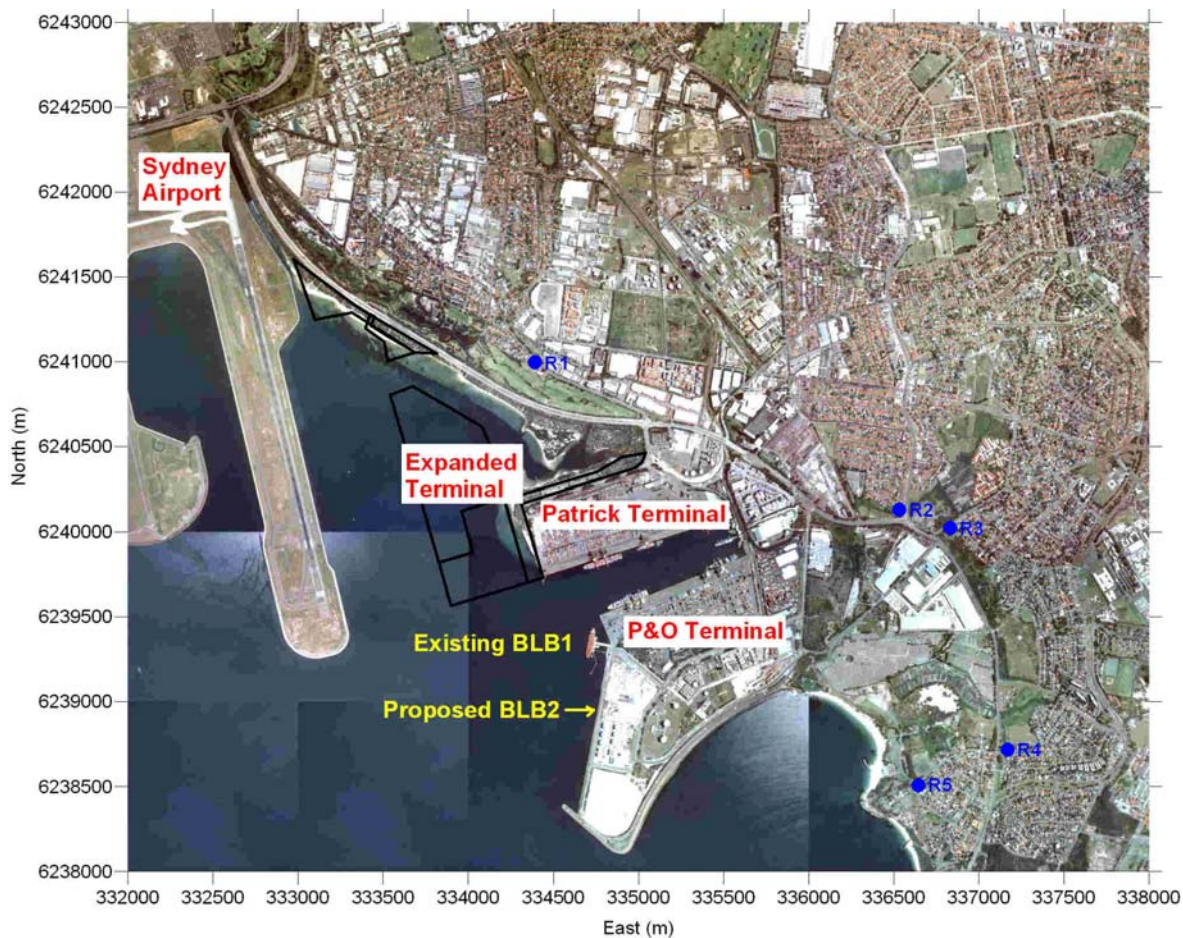 6243000
6242500
6242000
6241500
6241000
6240500
6240000
6239500
6239000
6238500
6238000
North (m)
Sydney
Airport
R1
Expanded
Terminal
Patrick Terminal
R2
R3
P&O Terminal
Existing BLB1
Proposed BLB2
R4
R5
332000 332500 333000 333500 334000 334500 335000 335500 336000 336500 337000 337500 338000
East (m)